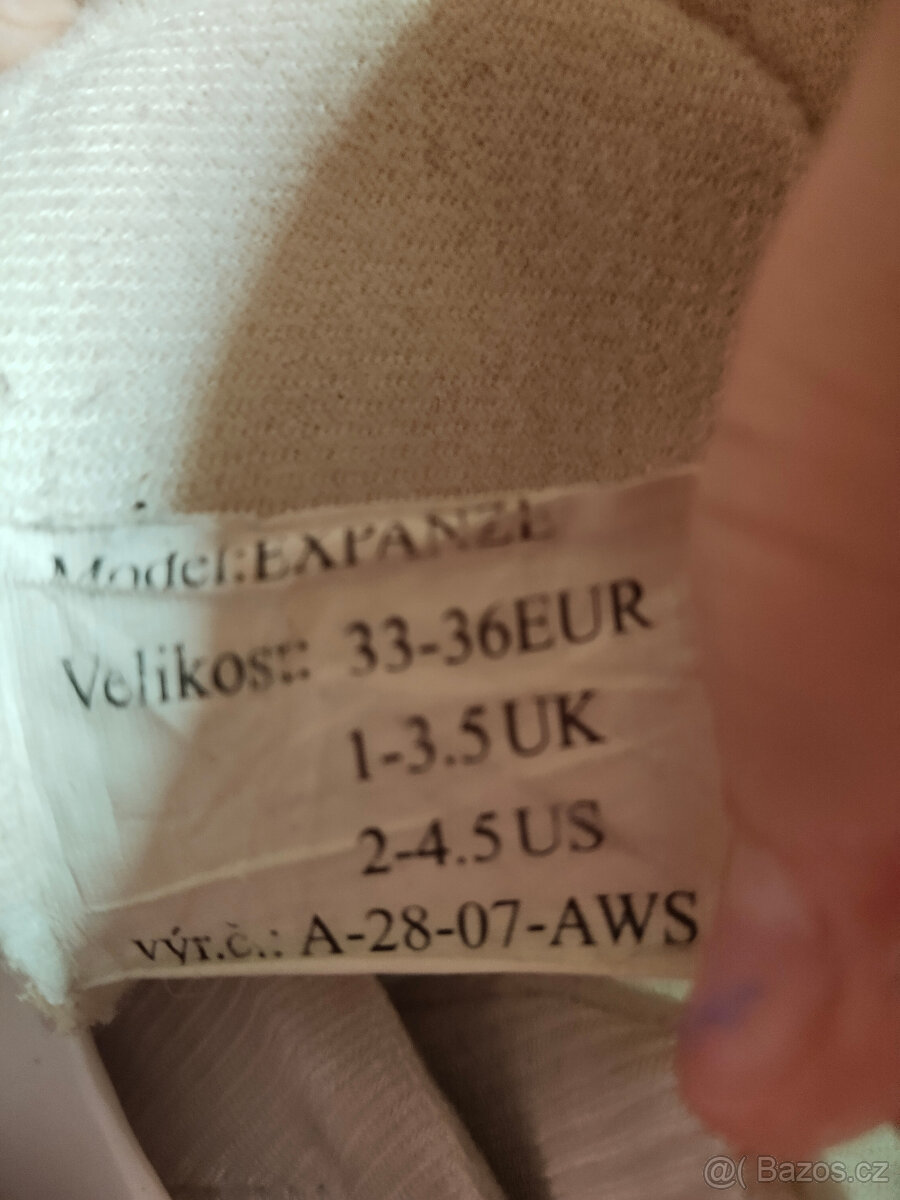 Model:EXPANZE
Velikost: 33-36EUR
1-3.5UK
2-4.5US
výr.č.: A-28-07-AWS
@( Bazos.cz